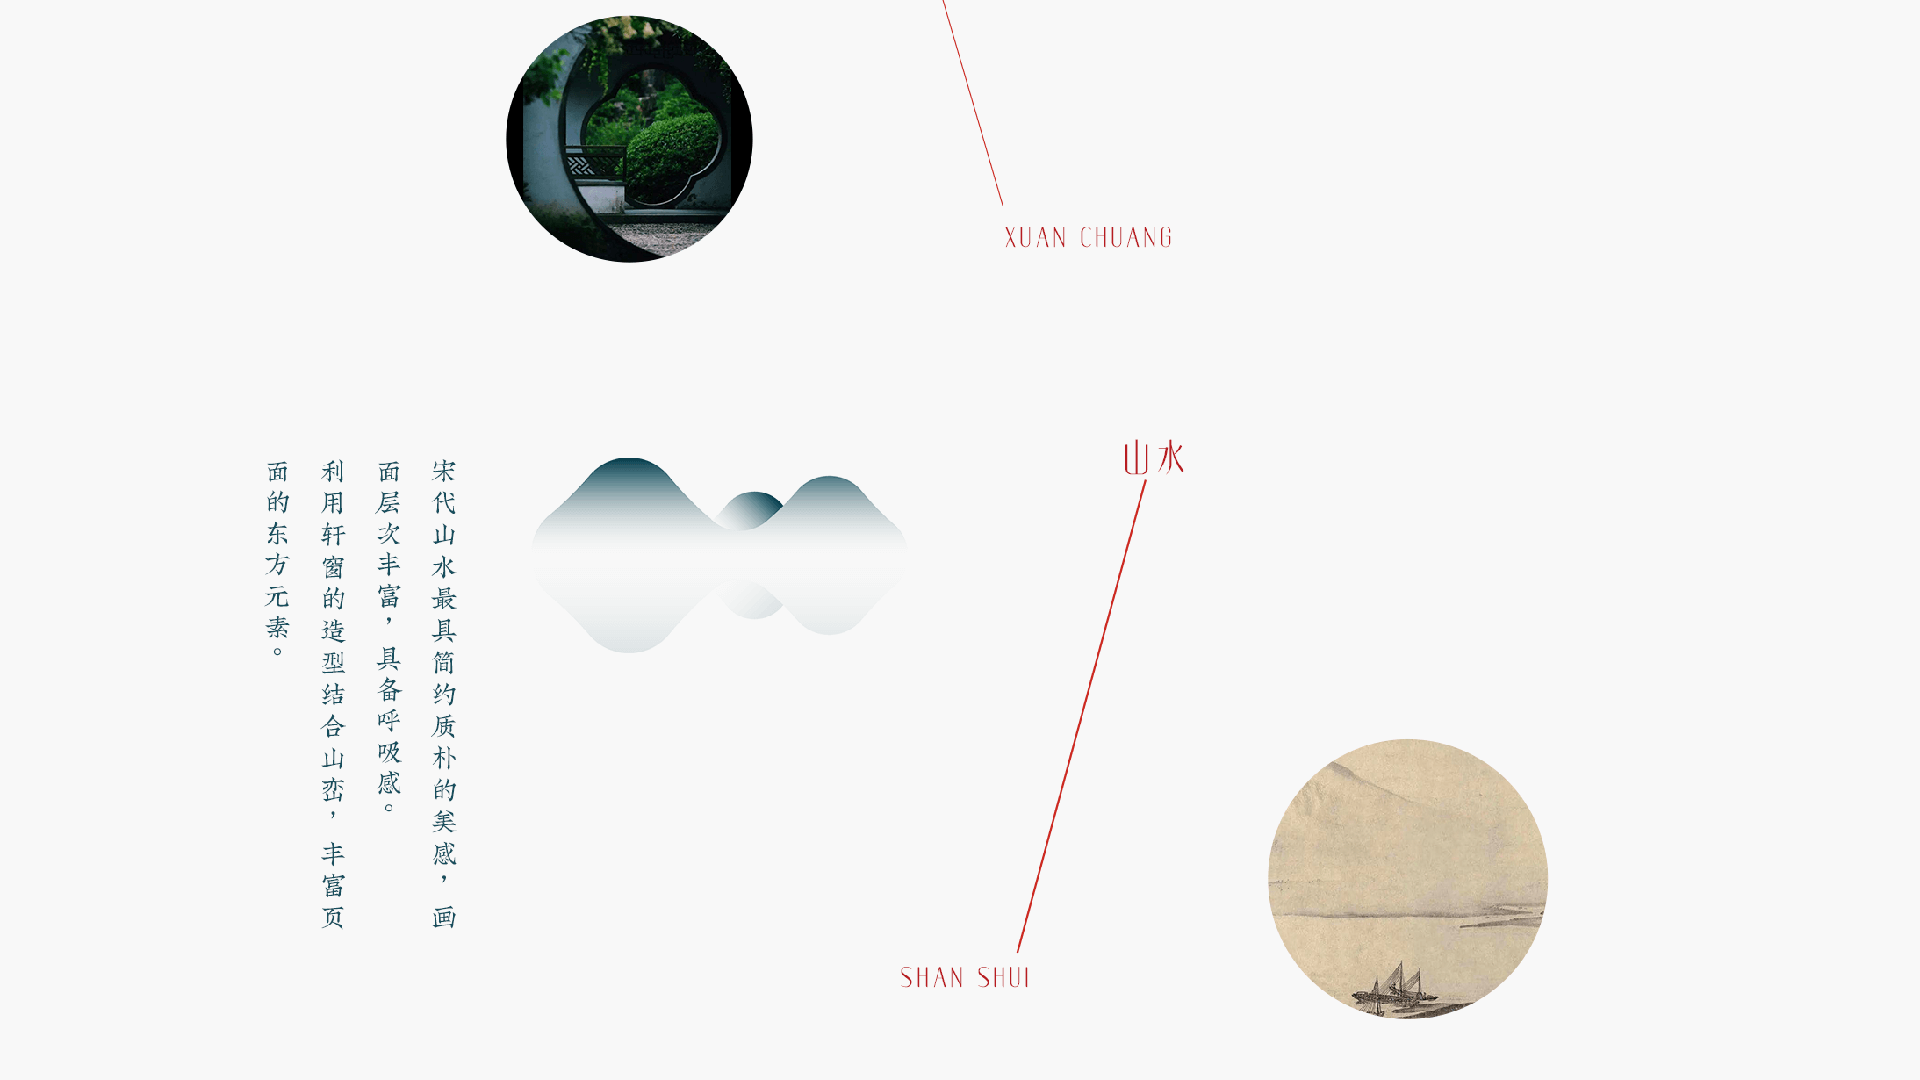 XUAN CHUANG
山水
宋代山水最具简约质朴的美感，画
面层次丰富，具备呼吸感。
利用轩窗的造型结合山峦，丰富页
面的东方元素。
SHAN SHUI